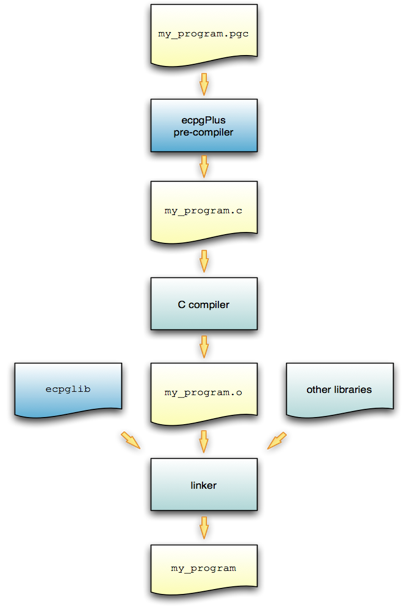 my_program.pgc
ecpgPlus
pre-compiler
my_program.c
C compiler
ecpglib
my_program.o
other libraries
linker
my_program